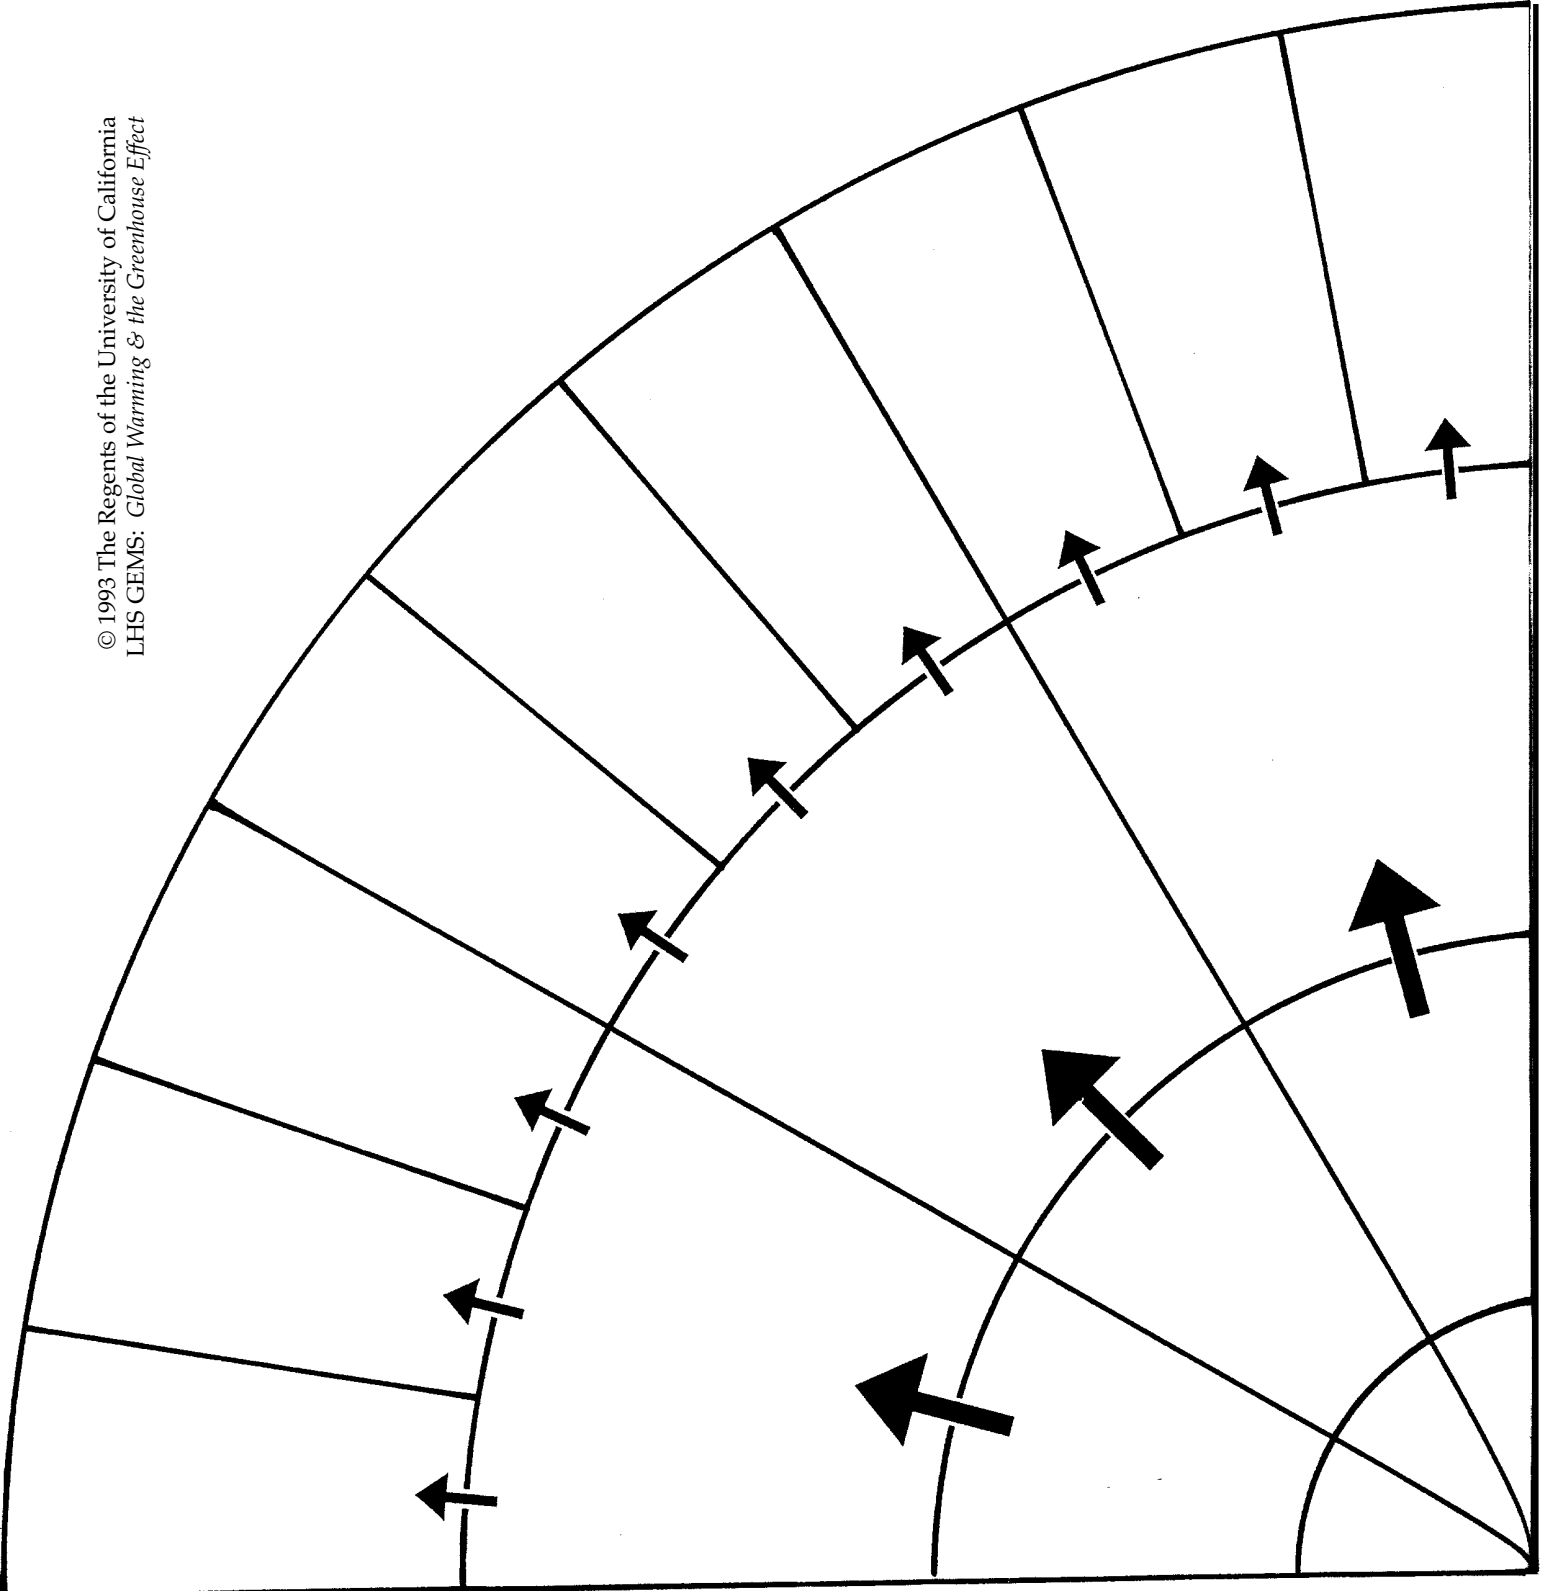 © 1993 The Regents of the University of California
LHS GEMS: Global Warming & the Greenhouse Effect